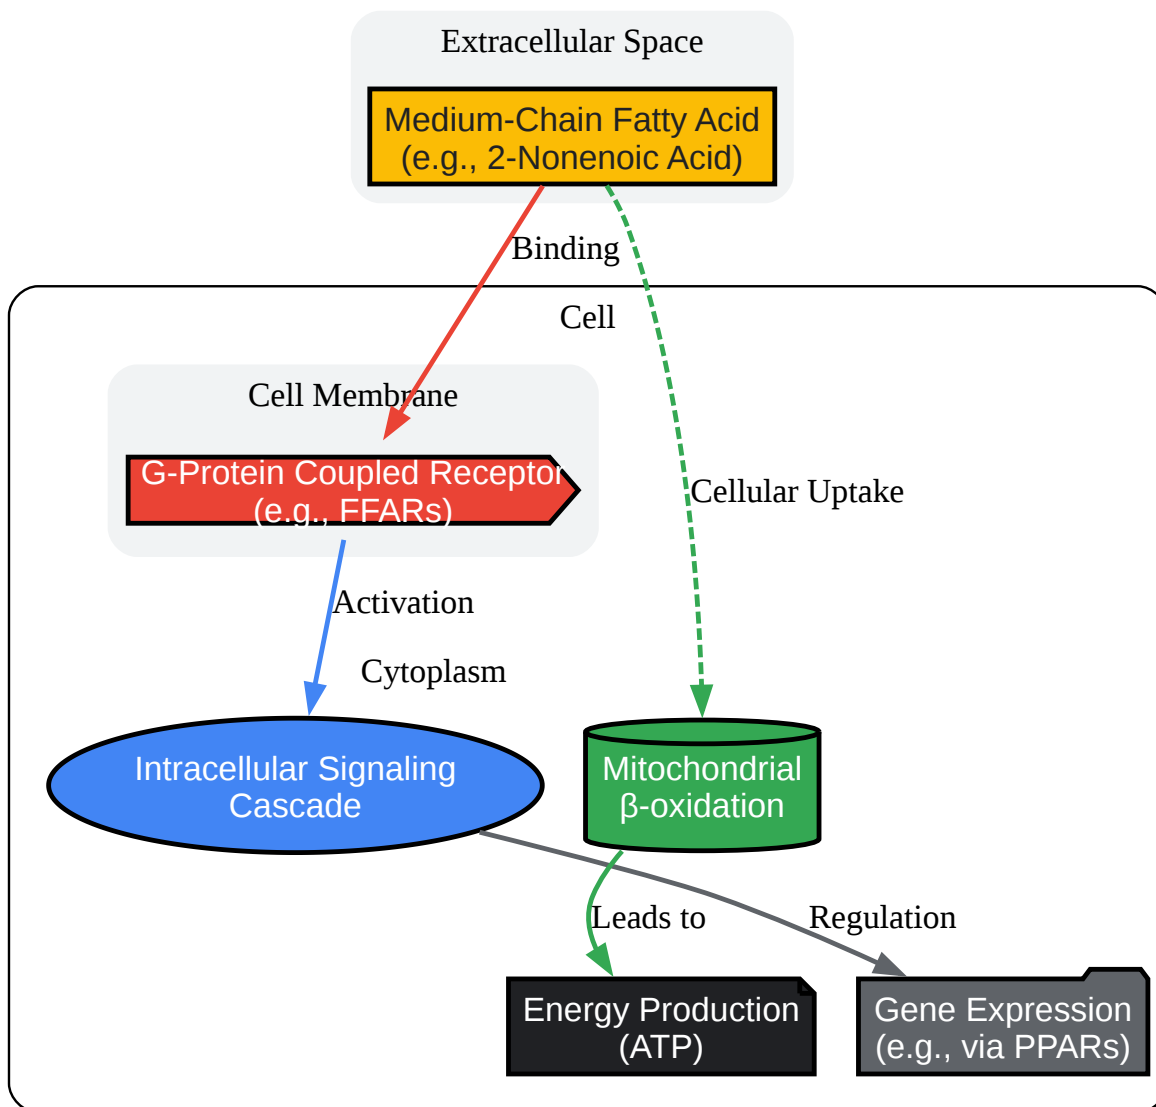 Extracellular Space
Medium-Chain Fatty Acid
(e.g., 2-Nonenoic Acid)
Binding
Cell
Cell Membrane
G-Protein Coupled Receptor
(e.g., FFARs)
Cellular Uptake
Activation
Cytoplasm
Intracellular Signaling
Cascade
Mitochondrial
β-oxidation
Leads to
Regulation
Energy Production
(ATP)
Gene Expression
(e.g., via PPARs)